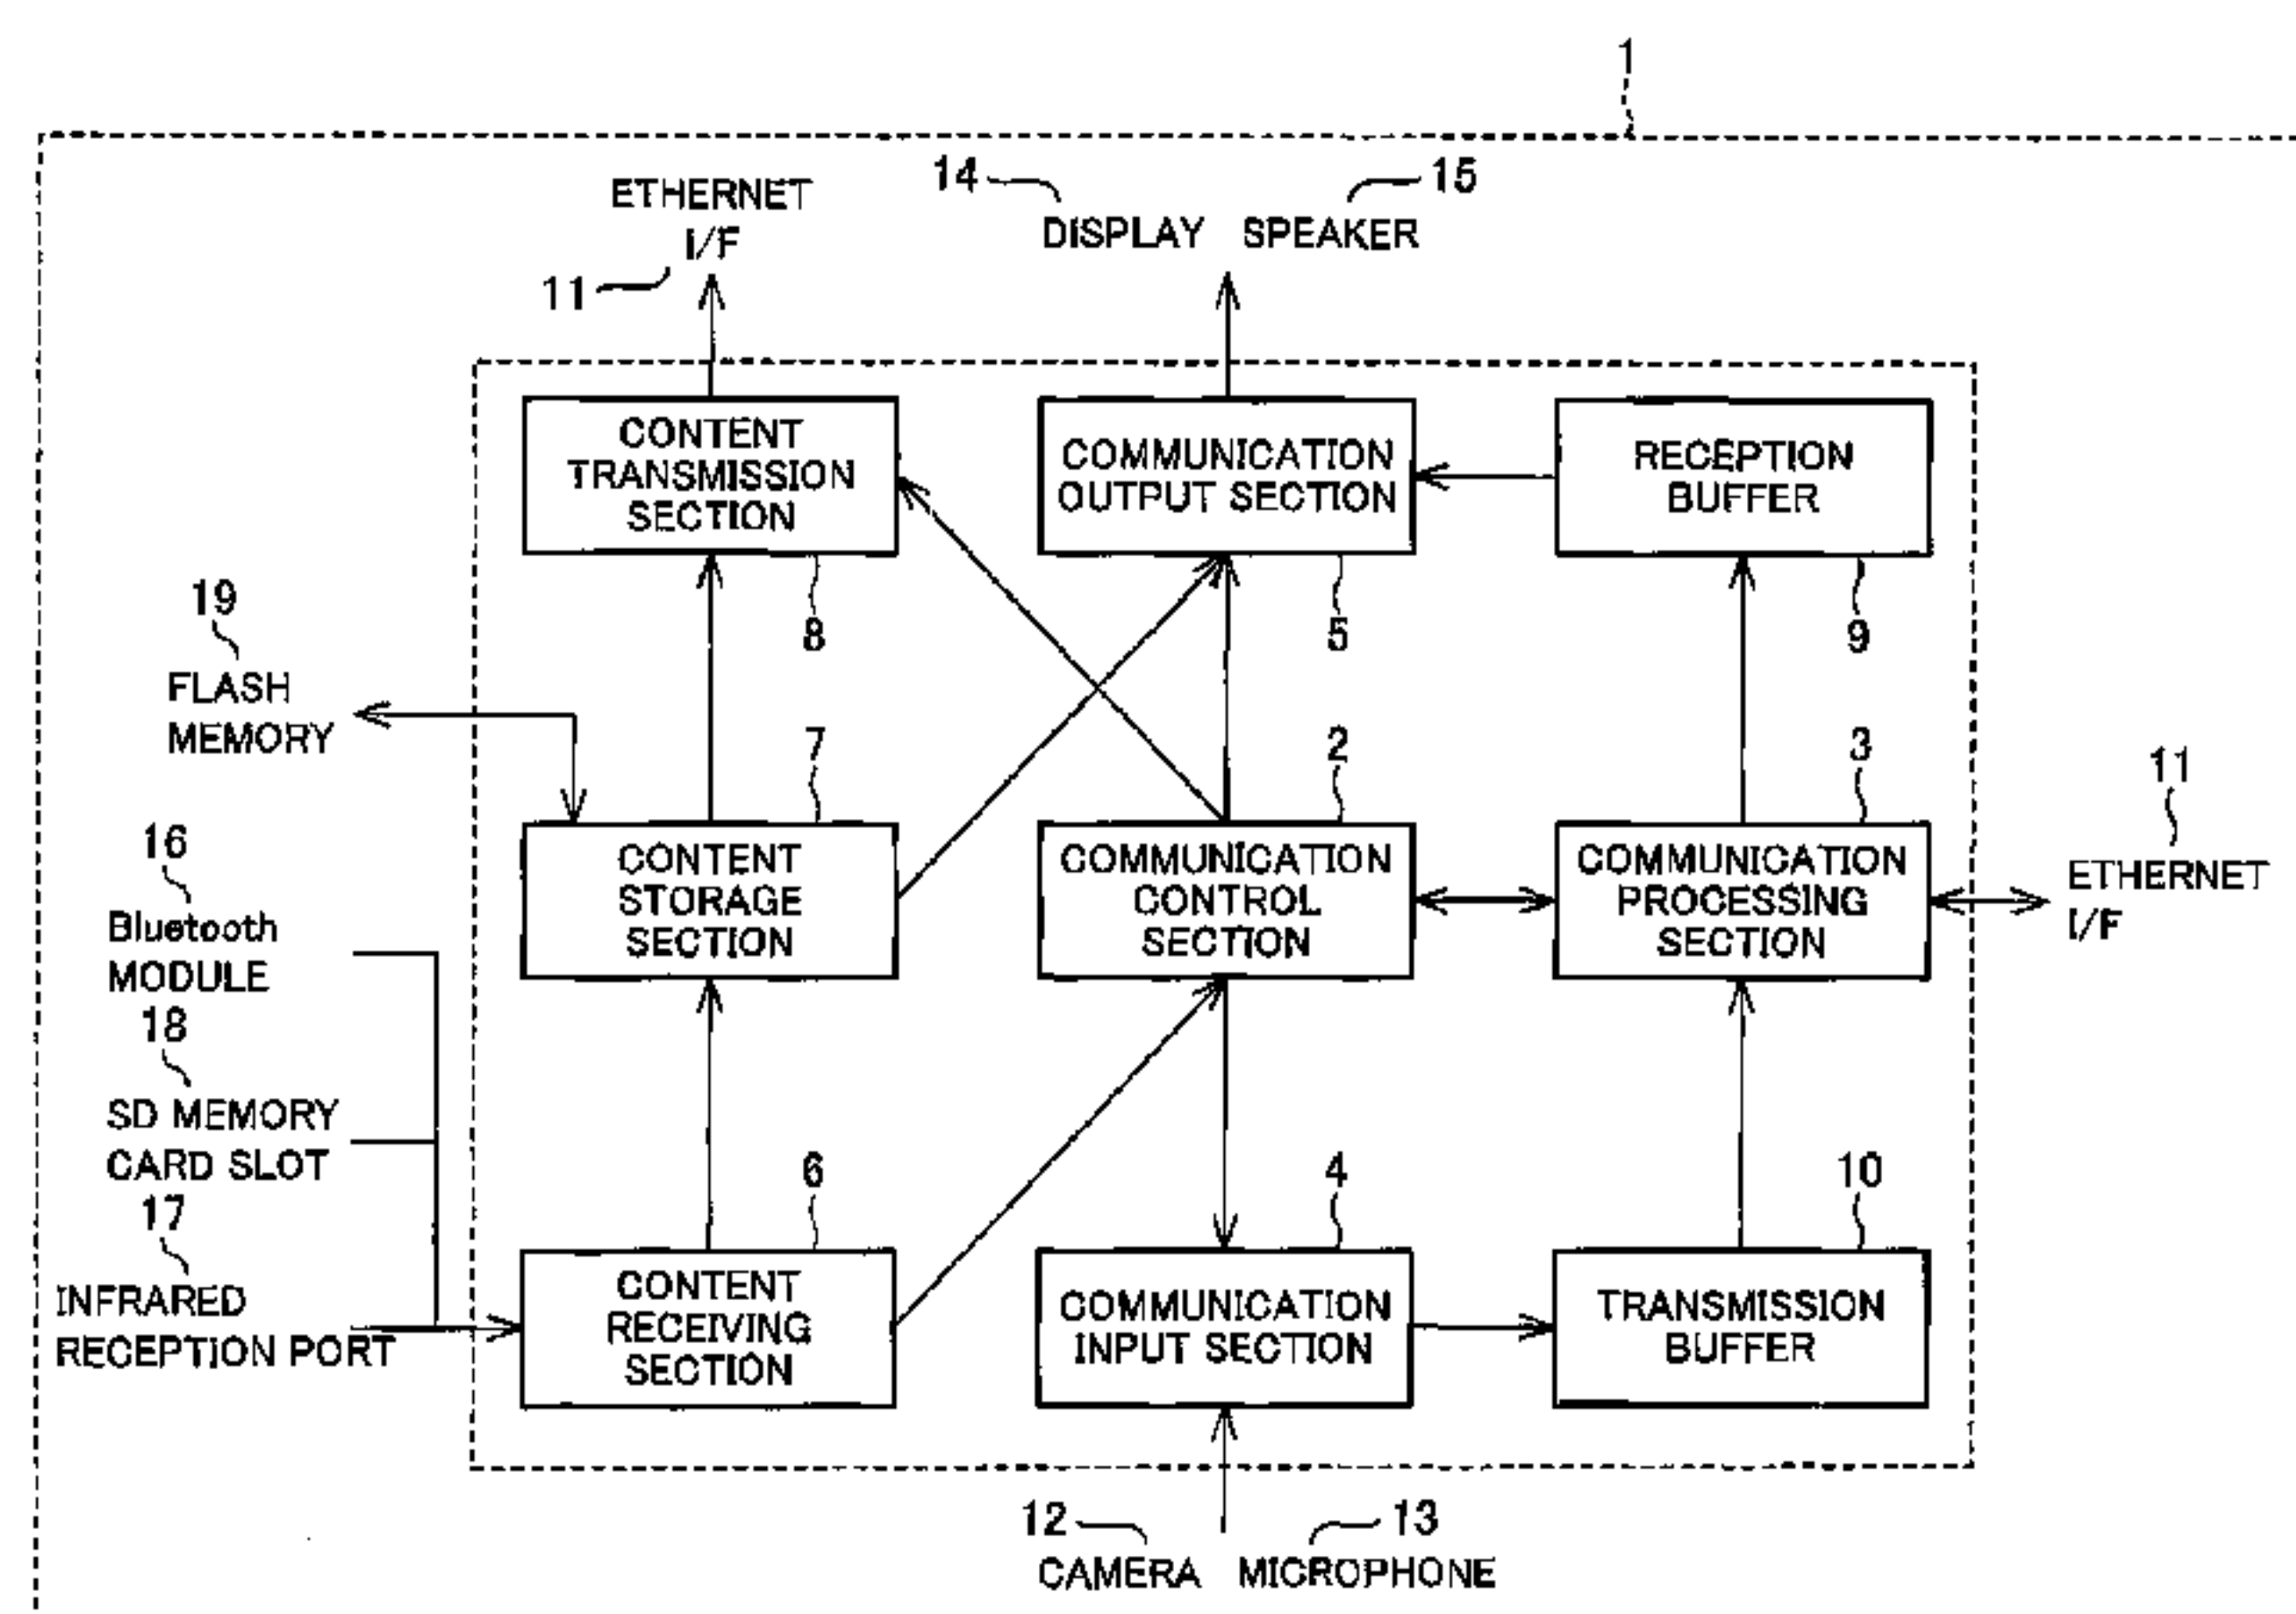 1
ETHERNET
I/F
11
14
DISPLAY
15
SPEAKER
CONTENT
TRANSMISSION
SECTION
8
COMMUNICATION
OUTPUT SECTION
5
RECEPTION
BUFFER
9
19
FLASH
MEMORY
7
CONTENT
STORAGE
SECTION
2
COMMUNICATION
CONTROL
SECTION
3
COMMUNICATION
PROCESSING
SECTION
11
ETHERNET
I/F
16
Bluetooth
MODULE
18
SD MEMORY
CARD SLOT
17
INFRARED
RECEPTION PORT
6
CONTENT
RECEIVING
SECTION
4
COMMUNICATION
INPUT SECTION
10
TRANSMISSION
BUFFER
12
CAMERA
13
MICROPHONE